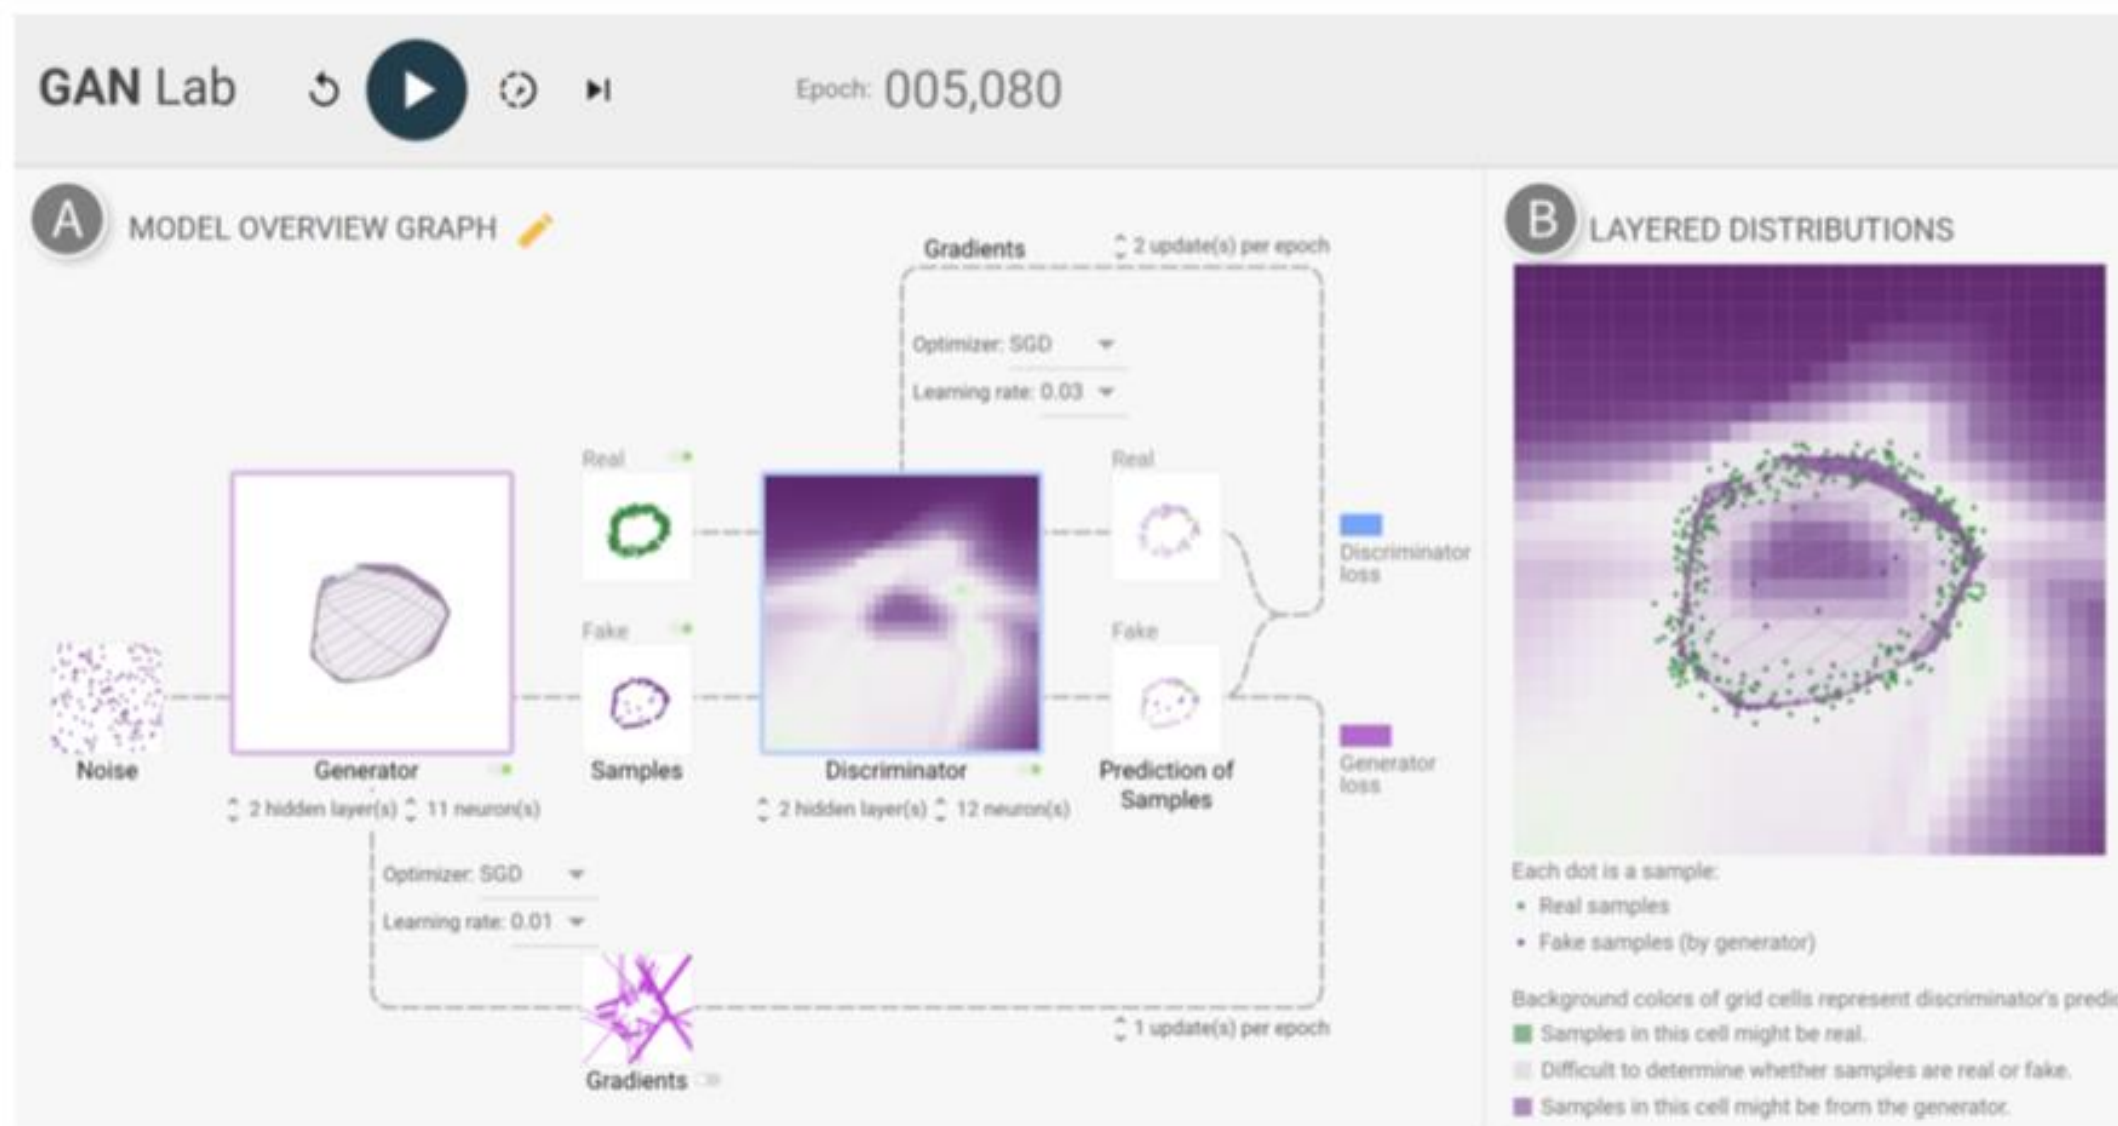 GAN Lab
Epoch: 005,080
A
MODEL OVERVIEW GRAPH
Gradients
2 update(s) per epoch
Optimizer: SGD
Learning rate: 0.03
Real
Real
Discriminator
loss
Fake
Fake
Generator
loss
Noise
Generator
Samples
Discriminator
Prediction of
Samples
2 hidden layer(s)
11 neuron(s)
2 hidden layer(s)
12 neuron(s)
Optimizer: SGD
Learning rate: 0.01
1 update(s) per epoch
Gradients
B
LAYERED DISTRIBUTIONS
Each dot is a sample:
• Real samples
• Fake samples (by generator)
Background colors of grid cells represent discriminator's predic
Samples in this cell might be real.
Difficult to determine whether samples are real or fake.
Samples in this cell might be from the generator.